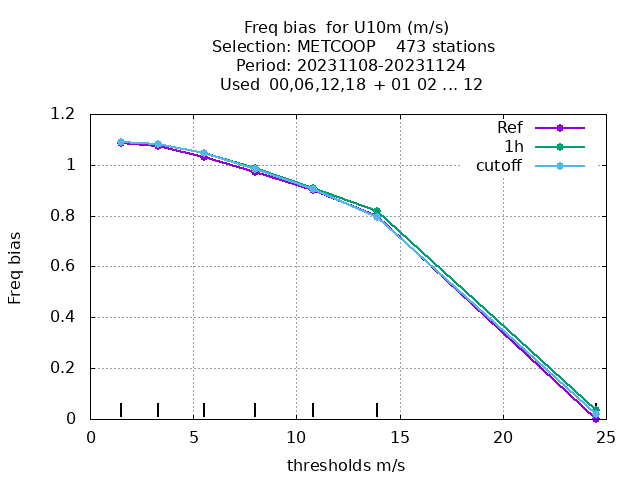 Freq bias  for U10m (m/s)
Selection: METCOOP    473 stations
Period: 20231108-20231124
Used  00,06,12,18  + 01 02 ... 12
Ref
1h
cutoff
1.2
1
0.8
0.6
0.4
0.2
0
Freq bias
0 5 10 15 20 25
thresholds m/s